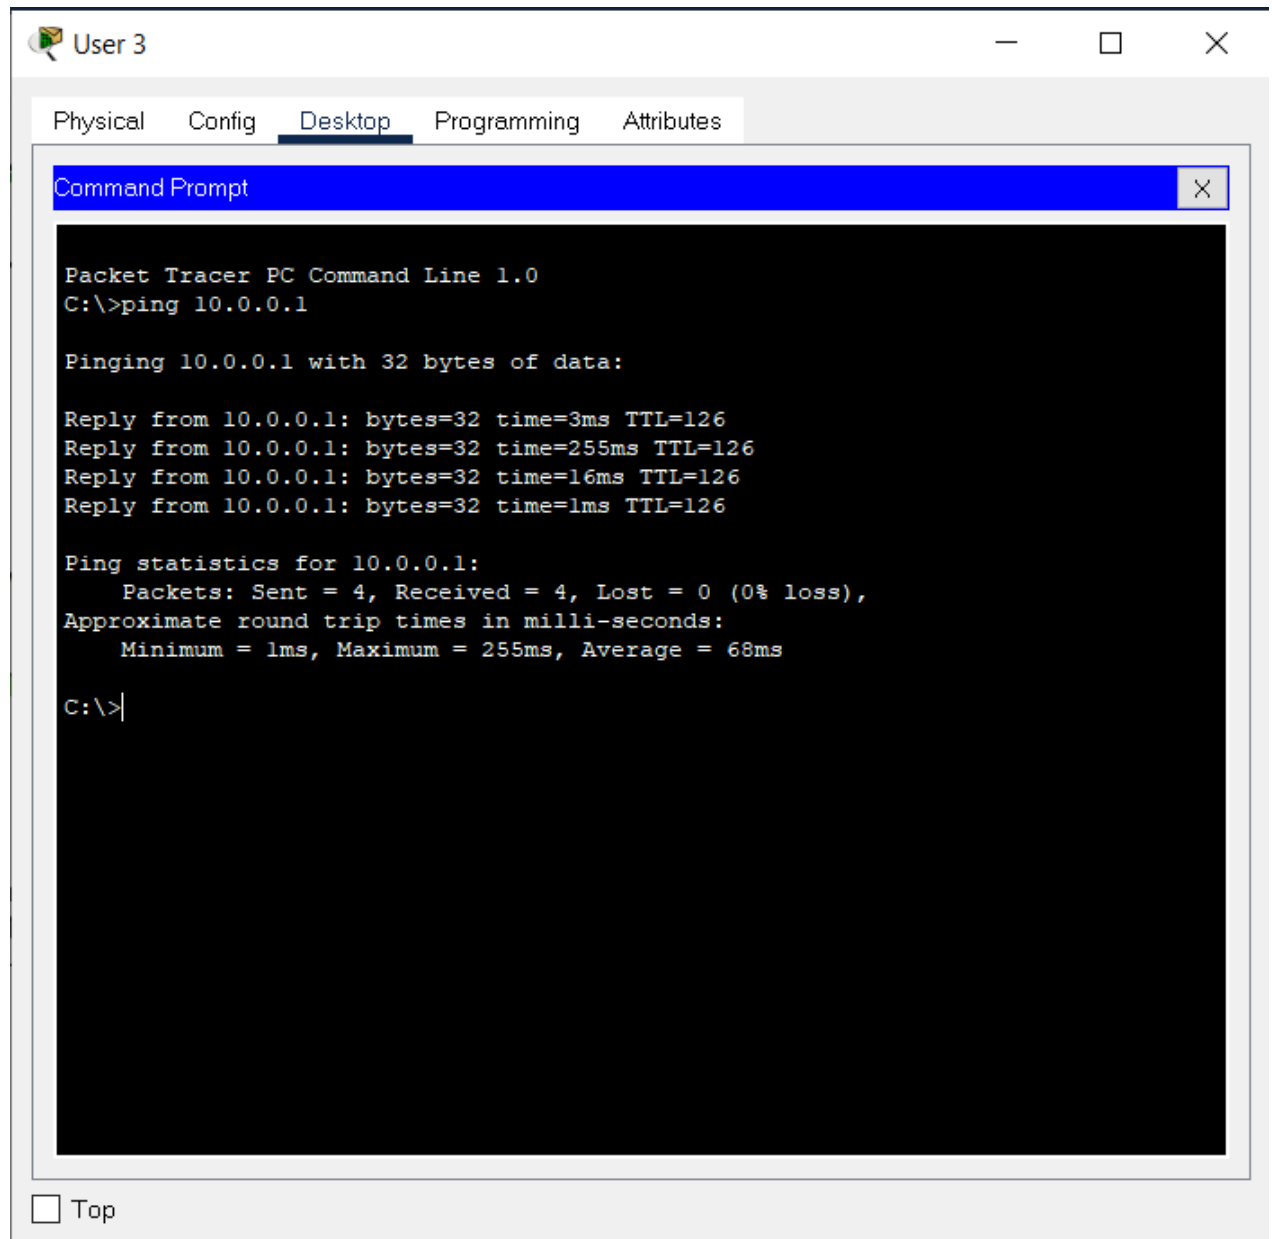 User 3
Physical Config Desktop Programming Attributes
Command Prompt
X
Packet Tracer PC Command Line 1.0
C:\>ping 10.0.0.1
Pinging 10.0.0.1 with 32 bytes of data:
Reply from 10.0.0.1: bytes=32 time=3ms TTL=126
Reply from 10.0.0.1: bytes=32 time=255ms TTL=126
Reply from 10.0.0.1: bytes=32 time=16ms TTL=126
Reply from 10.0.0.1: bytes=32 time=1ms TTL=126
Ping statistics for 10.0.0.1:
Packets: Sent = 4, Received = 4, Lost = 0 (0% loss),
Approximate round trip times in milli-seconds:
Minimum = 1ms, Maximum = 255ms, Average = 68ms
C:\>
Top